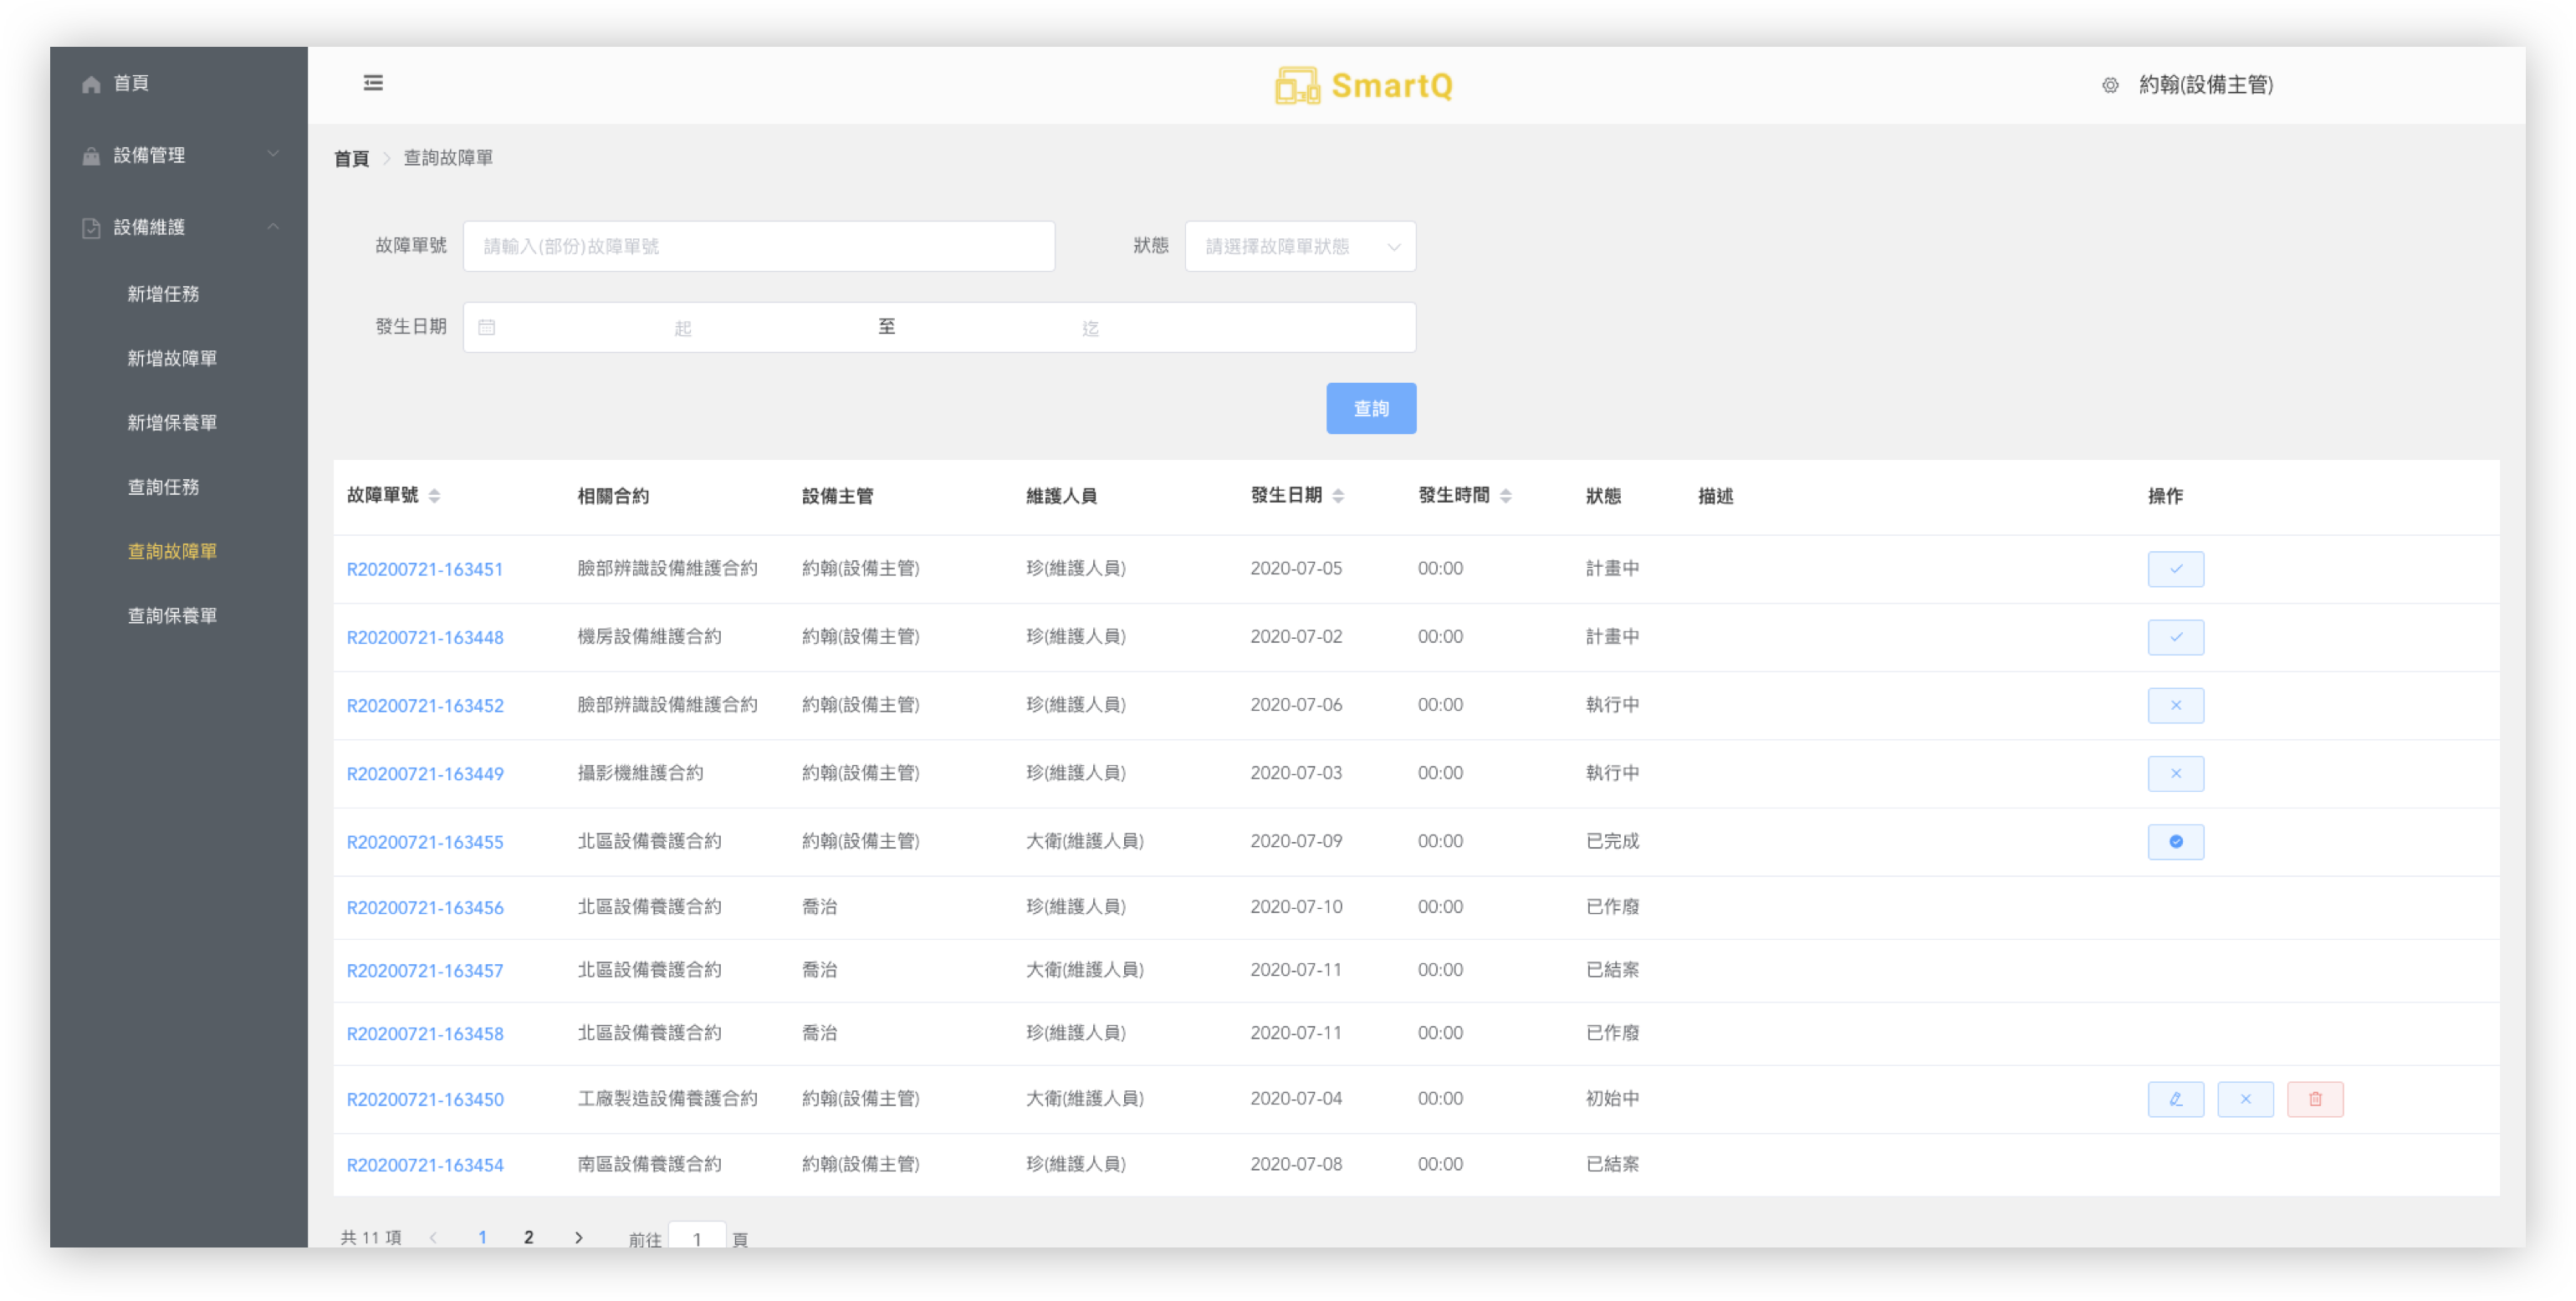 首頁
設備管理
設備維護
新增任務
新增故障單
新增保養單
查詢任務
查詢故障單
查詢保養單
SmartQ
約翰(設備主管)
首頁 查詢故障單
故障單號 請輸入(部份)故障單號 狀態 請選擇故障單狀態
發生日期 起 至 迄
查詢
故障單號 相關合約 設備主管 維護人員 發生日期 發生時間 狀態 描述 操作
R20200721-163451 臉部辨識設備維護合約 約翰(設備主管) 珍(維護人員) 2020-07-05 00:00 計畫中
R20200721-163448 機房設備維護合約 約翰(設備主管) 珍(維護人員) 2020-07-02 00:00 計畫中
R20200721-163452 臉部辨識設備維護合約 約翰(設備主管) 珍(維護人員) 2020-07-06 00:00 執行中
R20200721-163449 攝影機維護合約 約翰(設備主管) 珍(維護人員) 2020-07-03 00:00 執行中
R20200721-163455 北區設備養護合約 約翰(設備主管) 大衛(維護人員) 2020-07-09 00:00 已完成
R20200721-163456 北區設備養護合約 喬治 珍(維護人員) 2020-07-10 00:00 已作廢
R20200721-163457 北區設備養護合約 喬治 大衛(維護人員) 2020-07-11 00:00 已結案
R20200721-163458 北區設備養護合約 喬治 珍(維護人員) 2020-07-11 00:00 已作廢
R20200721-163450 工廠製造設備養護合約 約翰(設備主管) 大衛(維護人員) 2020-07-04 00:00 初始中
R20200721-163454 南區設備養護合約 約翰(設備主管) 珍(維護人員) 2020-07-08 00:00 已結案
共 11 項 1 2 前往 1 頁